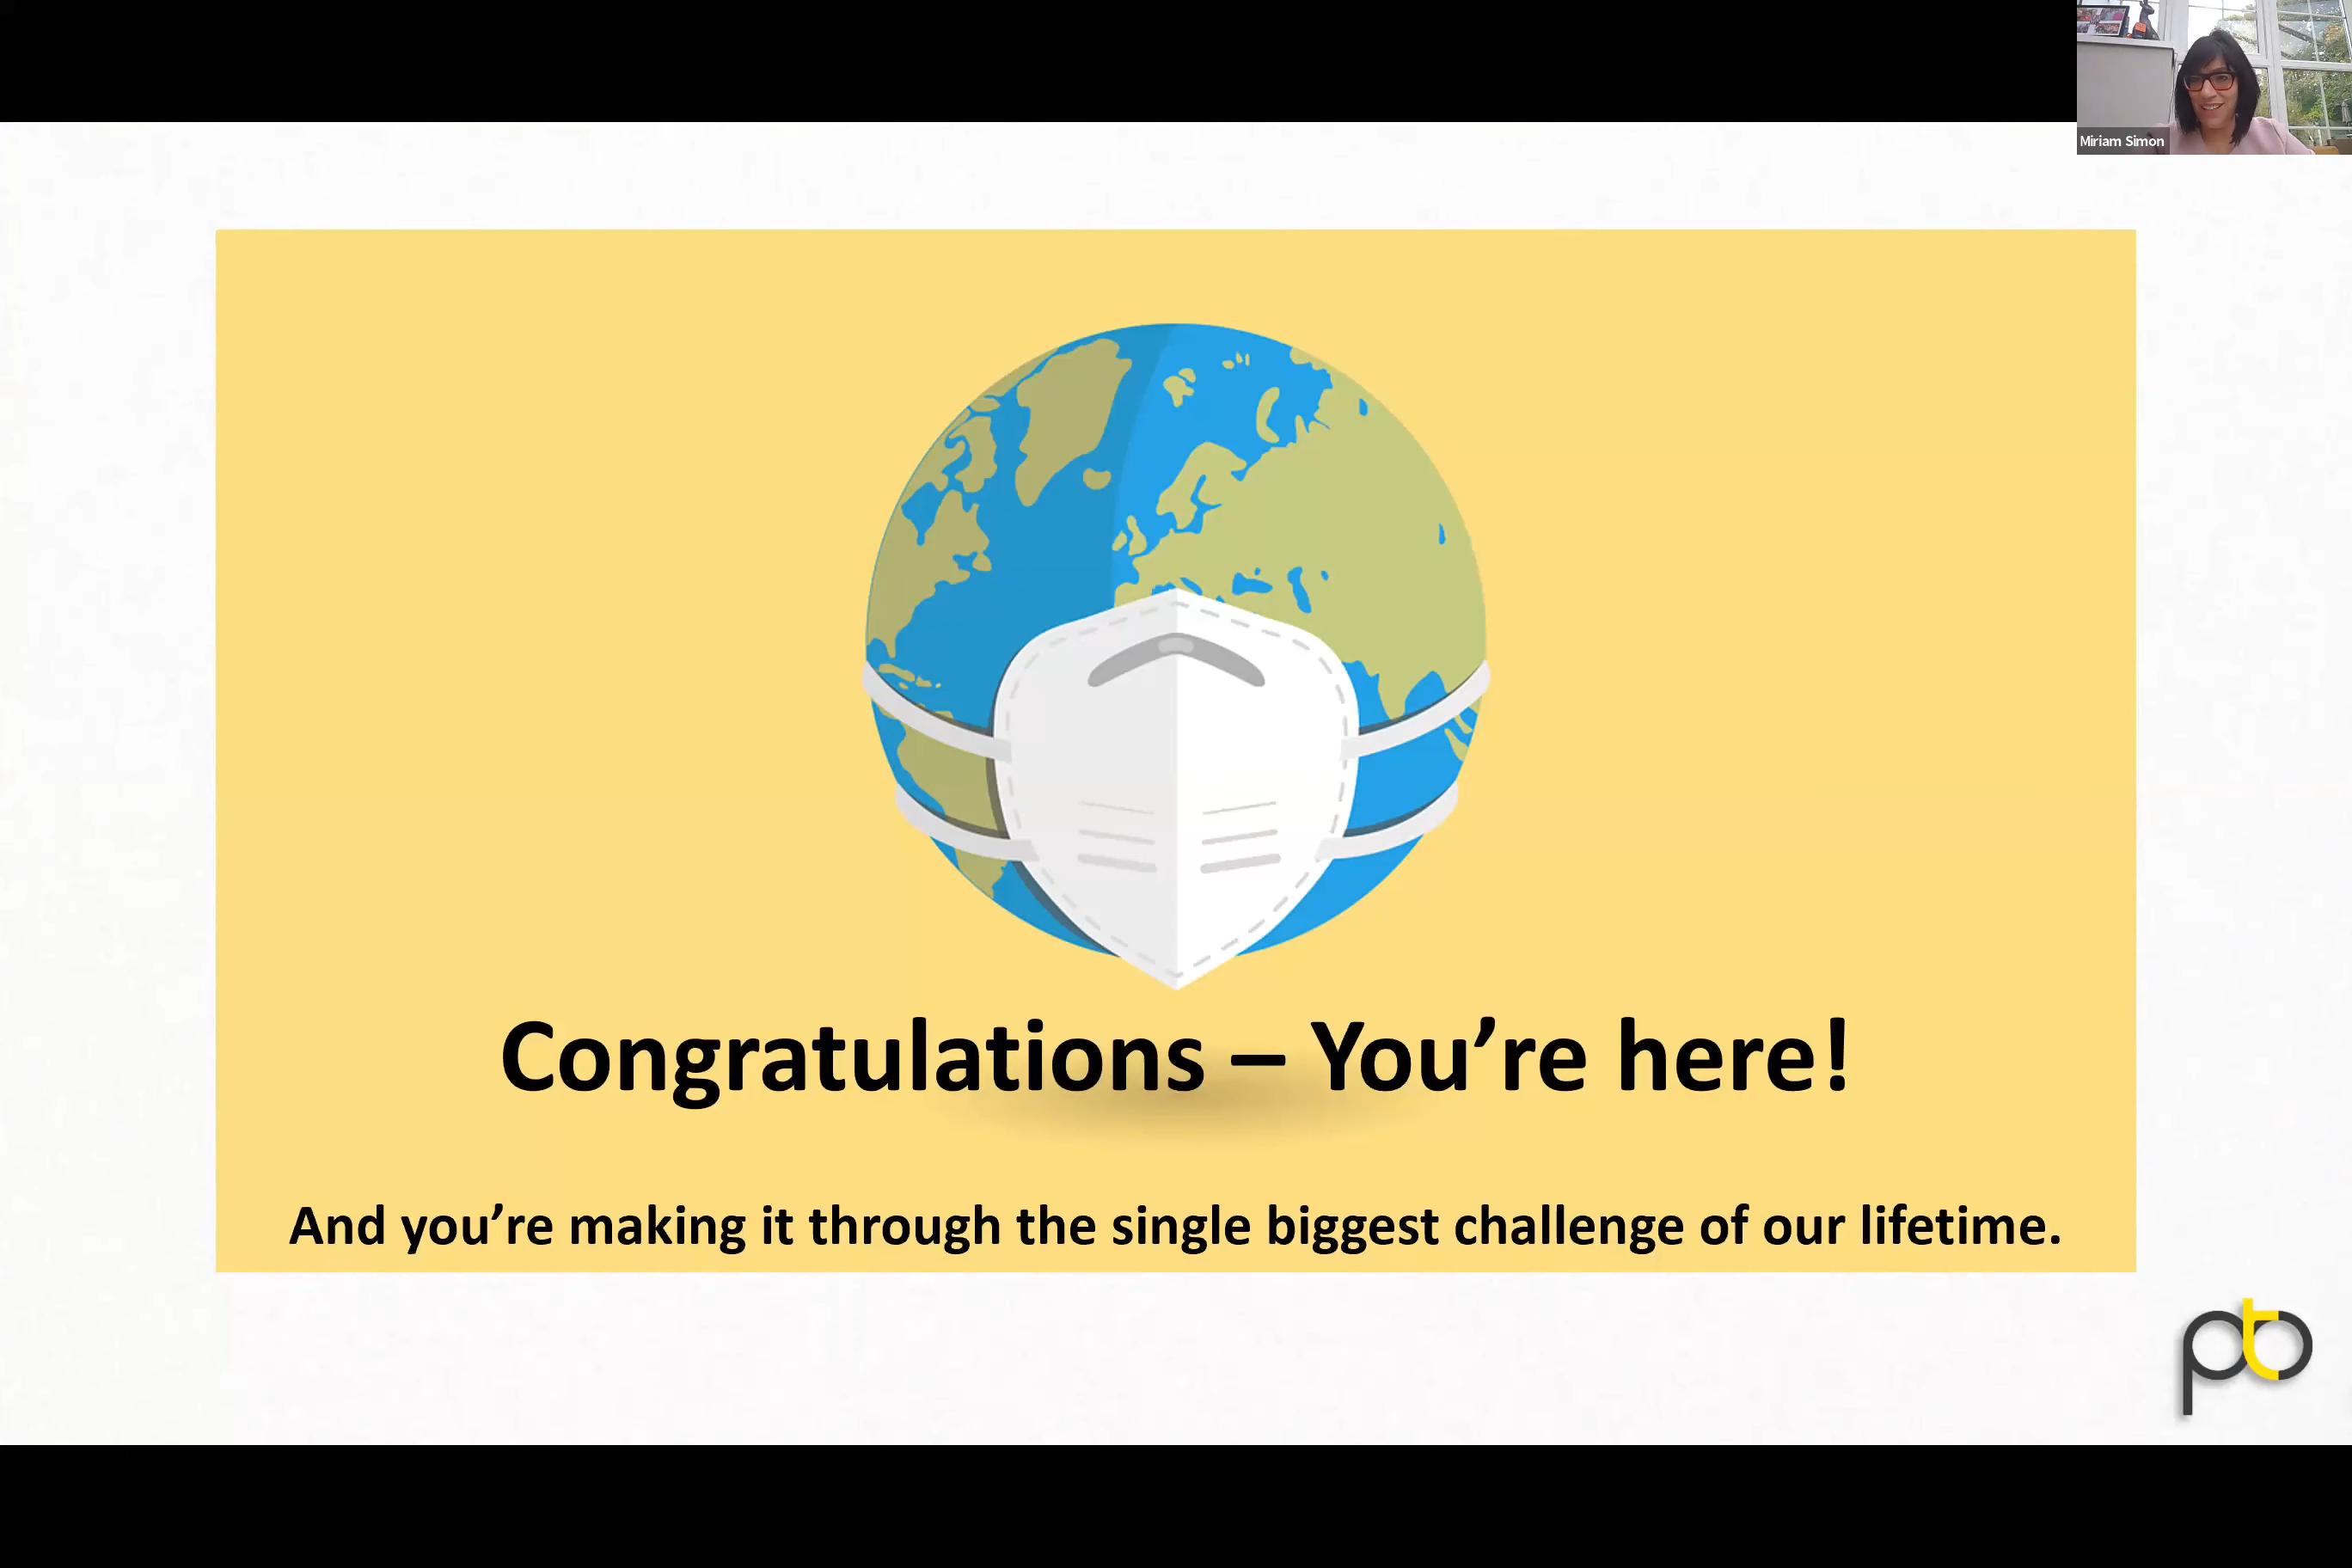 Miriam Simon
Congratulations – You’re here!
And you’re making it through the single biggest challenge of our lifetime.
ptb